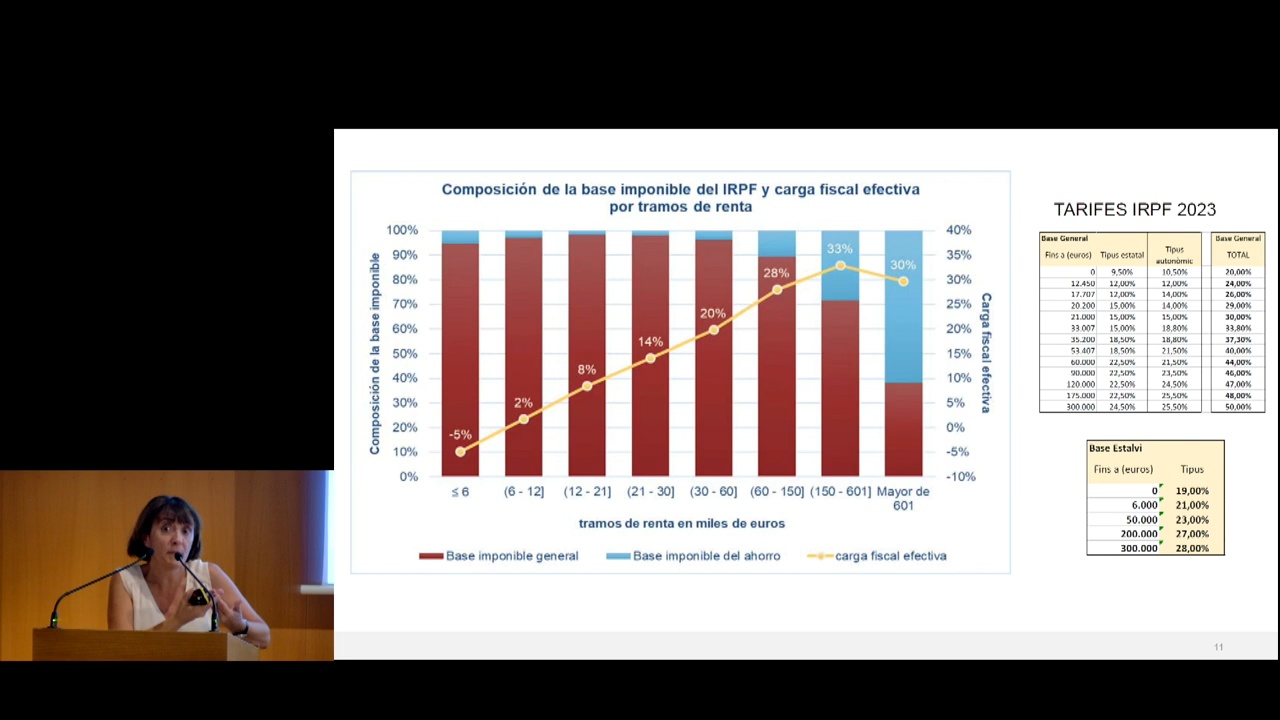 Composición de la base imponible del IRPF y carga fiscal efectiva
por tramos de renta
Composición de la base imponible
100%
90%
80%
70%
60%
50%
40%
30%
20%
10%
0%
-5%
2%
8%
14%
20%
28%
33%
30%
40%
35%
30%
25%
20%
15%
10%
5%
0%
-5%
-10%
Carga fiscal efectiva
≤ 6 (6 - 12] (12 - 21] (21 - 30] (30 - 60] (60 - 150] (150 - 601] Mayor de
601
tramos de renta en miles de euros
Base imponible general Base imponible del ahorro carga fiscal efectiva
TARIFES IRPF 2023
Base General Base General
Fins a (euros) Tipus estatal Tipus autonòmic TOTAL
0 9,50% 10,50% 20,00%
12.450 12,00% 12,00% 24,00%
17.707 12,00% 14,00% 26,00%
20.200 15,00% 14,00% 29,00%
21.000 15,00% 15,00% 30,00%
33.007 15,00% 18,80% 33,80%
35.200 18,50% 18,80% 37,30%
53.407 18,50% 21,50% 40,00%
60.000 22,50% 21,50% 44,00%
90.000 22,50% 23,50% 46,00%
120.000 22,50% 24,50% 47,00%
175.000 22,50% 25,50% 48,00%
300.000 24,50% 25,50% 50,00%
Base Estalvi
Fins a (euros) Tipus
0 19,00%
6.000 21,00%
50.000 23,00%
200.000 27,00%
300.000 28,00%
11